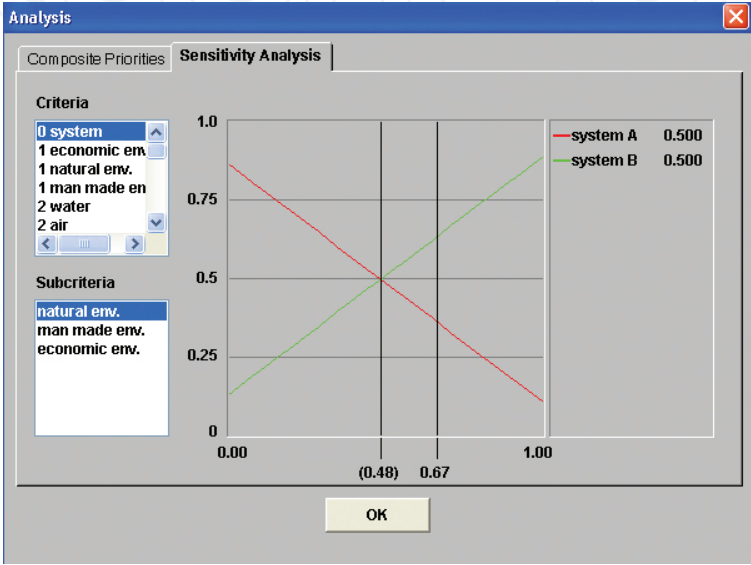 Analysis
Composite Priorities Sensitivity Analysis
Criteria
0 system
1 economic env.
1 natural env.
1 man made en
2 water
2 air
Subcriteria
natural env.
man made env.
economic env.
1.0
0.75
0.5
0.25
0
0.00 1.00
(0.48) 0.67
system A 0.500
system B 0.500
OK